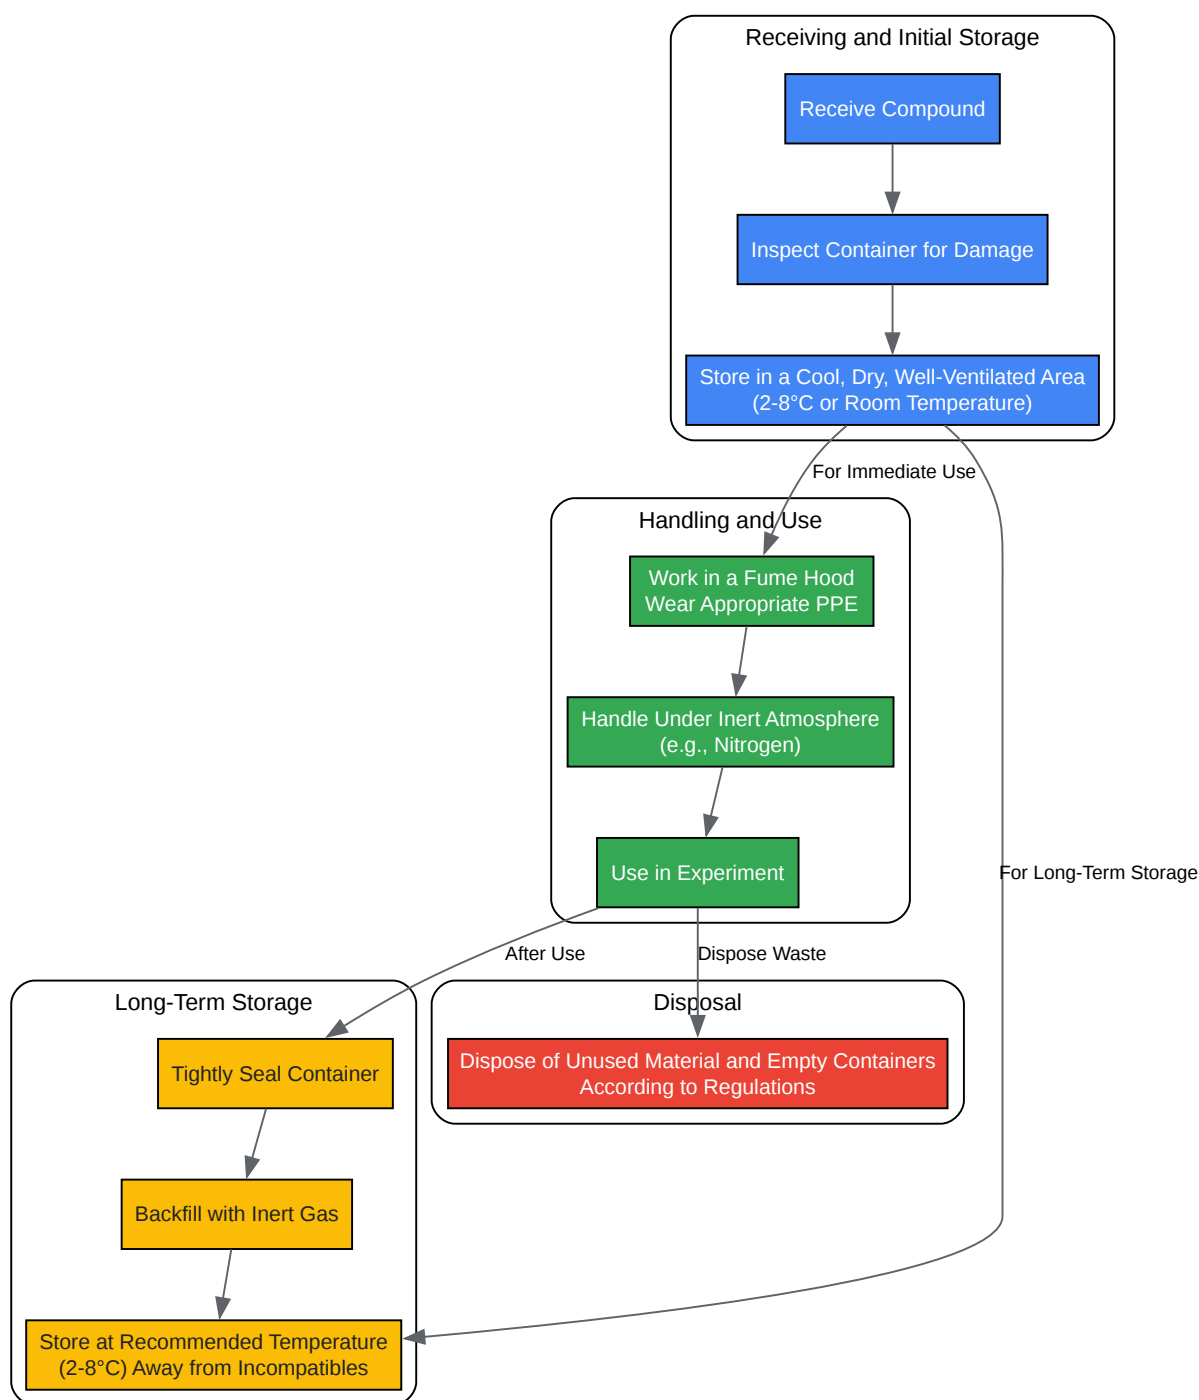 Receiving and Initial Storage
Receive Compound
Inspect Container for Damage
Store in a Cool, Dry, Well-Ventilated Area
(2-8°C or Room Temperature)
For Immediate Use
Handling and Use
Work in a Fume Hood
Wear Appropriate PPE
Handle Under Inert Atmosphere
(e.g., Nitrogen)
Use in Experiment
For Long-Term Storage
After Use
Dispose Waste
Long-Term Storage
Tightly Seal Container
Backfill with Inert Gas
Store at Recommended Temperature
(2-8°C) Away from Incompatibles
Disposal
Dispose of Unused Material and Empty Containers
According to Regulations